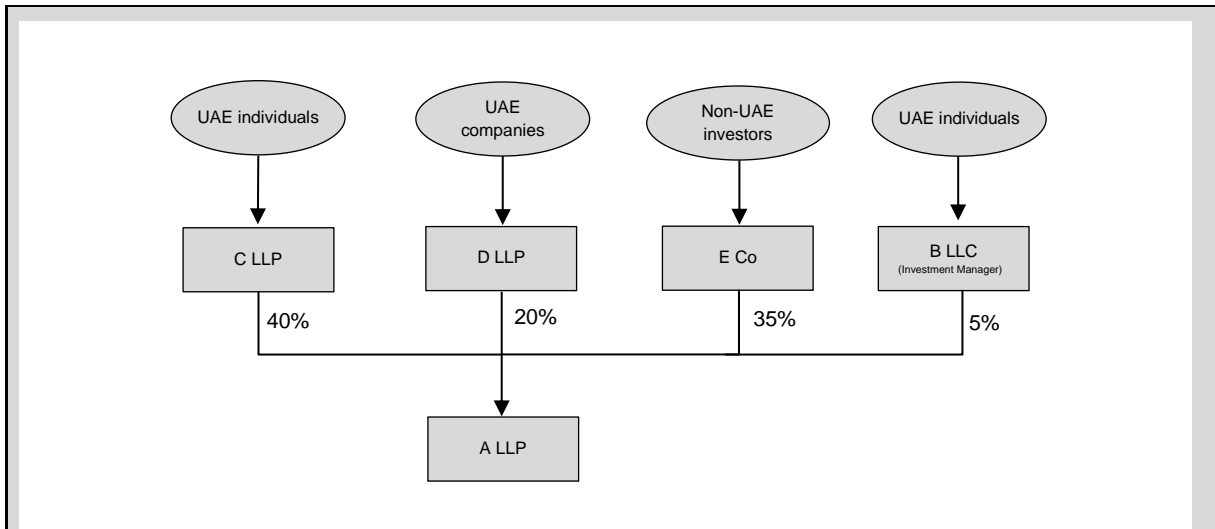 UAE individuals
UAE
companies
Non-UAE
investors
UAE individuals
C LLP
D LLP
E Co
B LLC
(Investment Manager)
40%
20%
35%
5%
A LLP